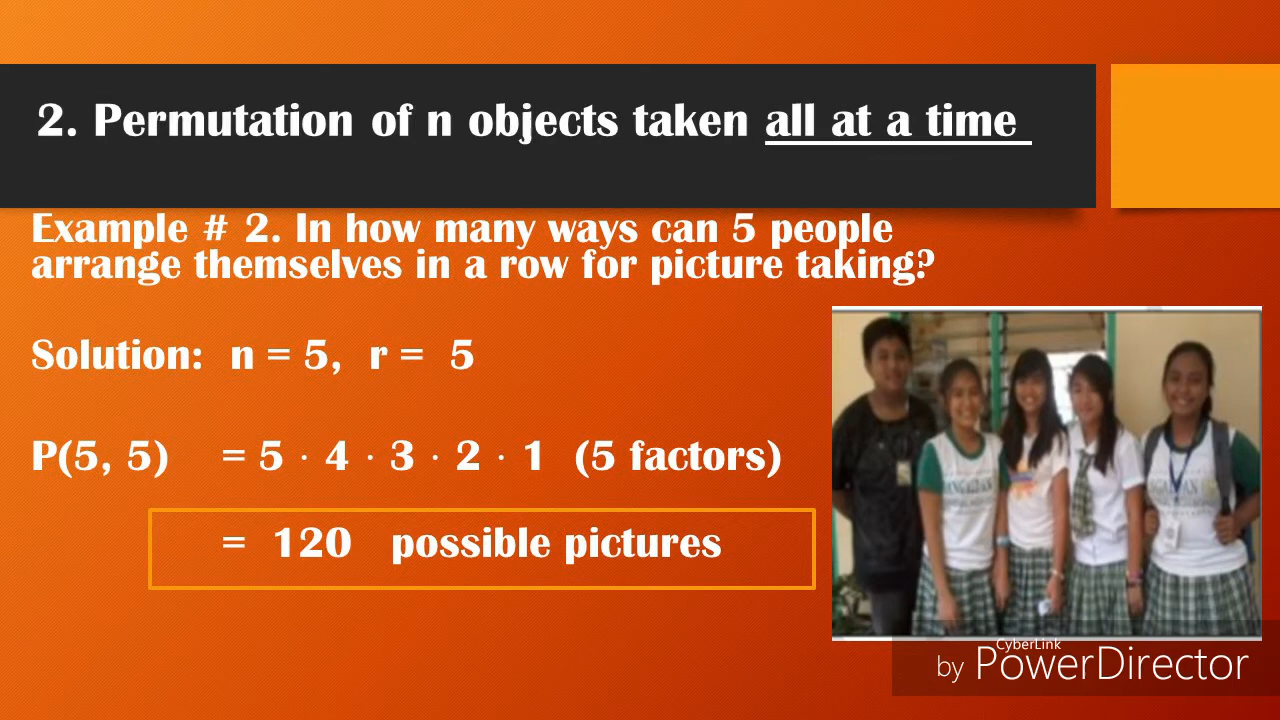 2. Permutation of n objects taken all at a time
Example # 2. In how many ways can 5 people
arrange themselves in a row for picture taking?
Solution: n = 5, r = 5
P(5, 5) = 5 · 4 · 3 · 2 · 1 (5 factors)
= 120 possible pictures
CyberLink
by PowerDirector